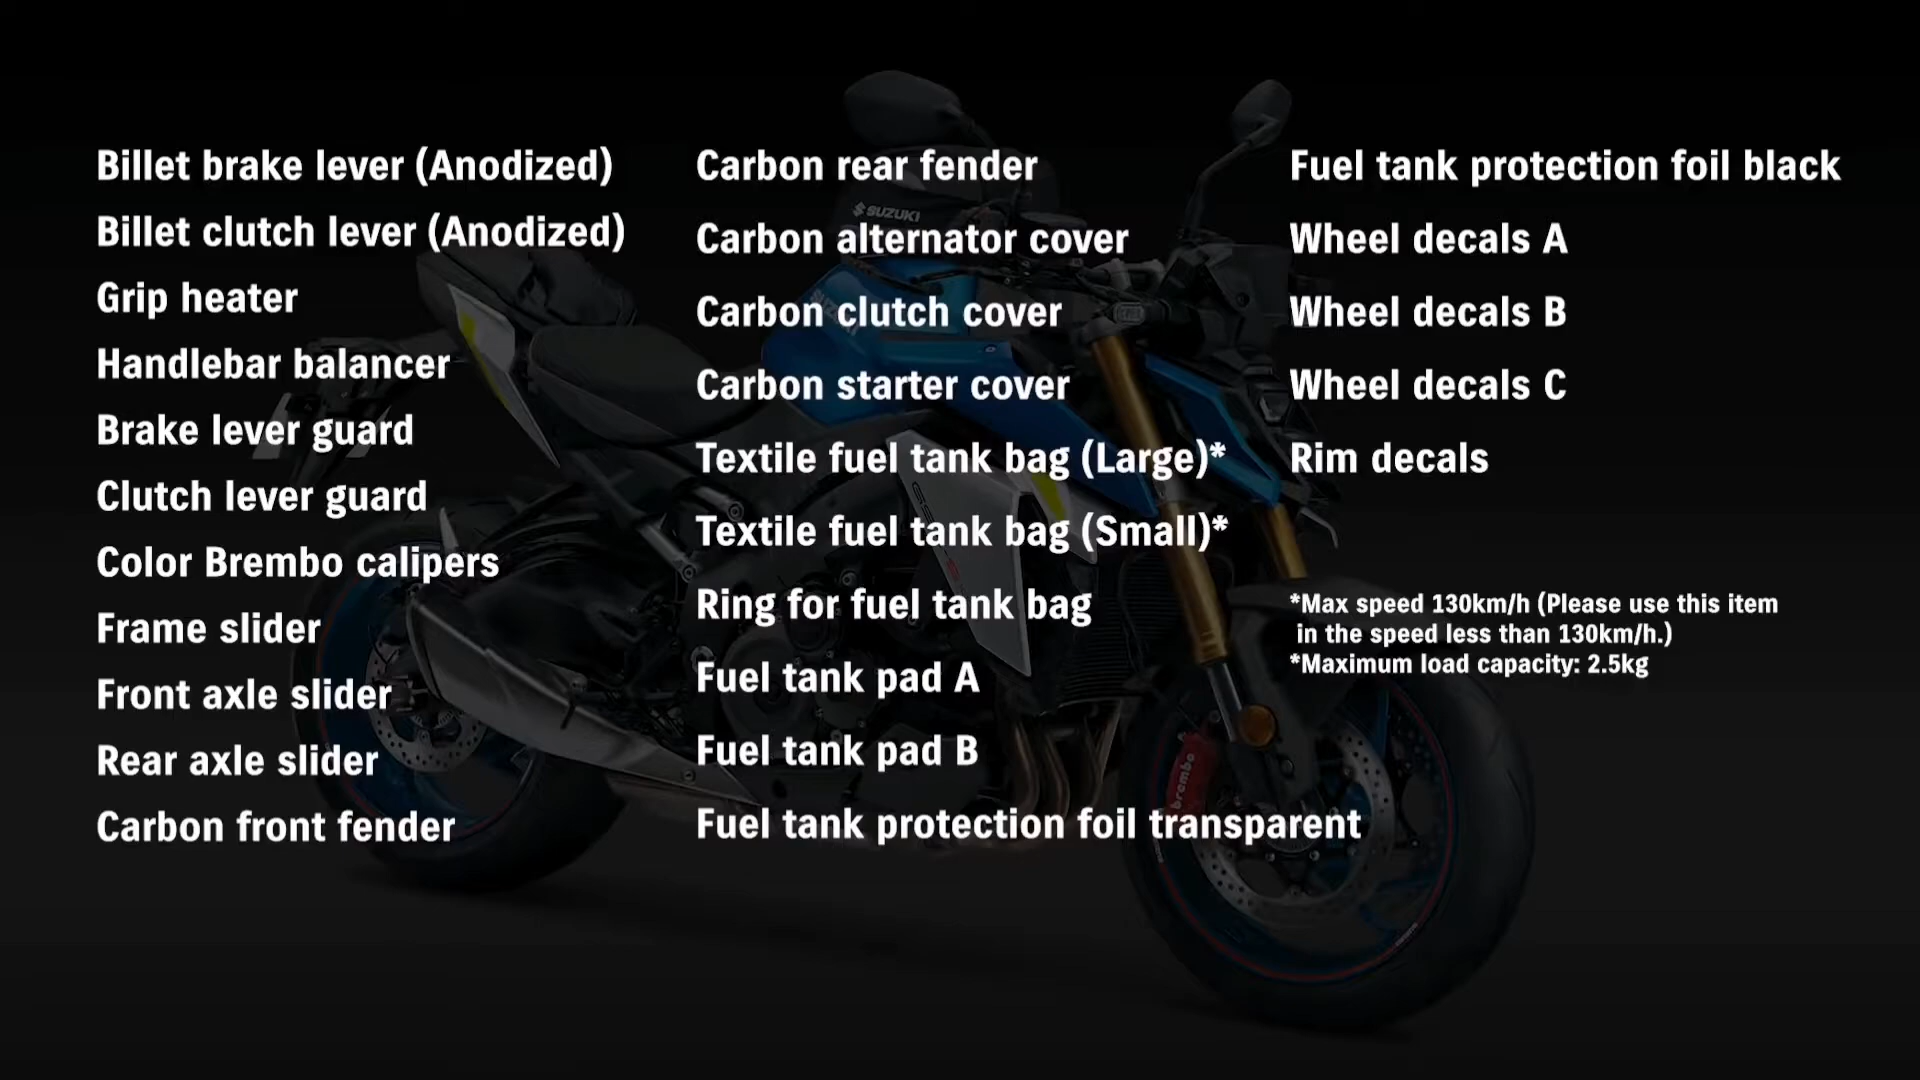 Billet brake lever (Anodized)
Billet clutch lever (Anodized)
Grip heater
Handlebar balancer
Brake lever guard
Clutch lever guard
Color Brembo calipers
Frame slider
Front axle slider
Rear axle slider
Carbon front fender
Carbon rear fender
Carbon alternator cover
Carbon clutch cover
Carbon starter cover
Textile fuel tank bag (Large)*
Textile fuel tank bag (Small)*
Ring for fuel tank bag
Fuel tank pad A
Fuel tank pad B
Fuel tank protection foil transparent
Fuel tank protection foil black
Wheel decals A
Wheel decals B
Wheel decals C
Rim decals
*Max speed 130km/h (Please use this item
in the speed less than 130km/h.)
*Maximum load capacity: 2.5kg
SUZUKI
SUZUKI
brembo